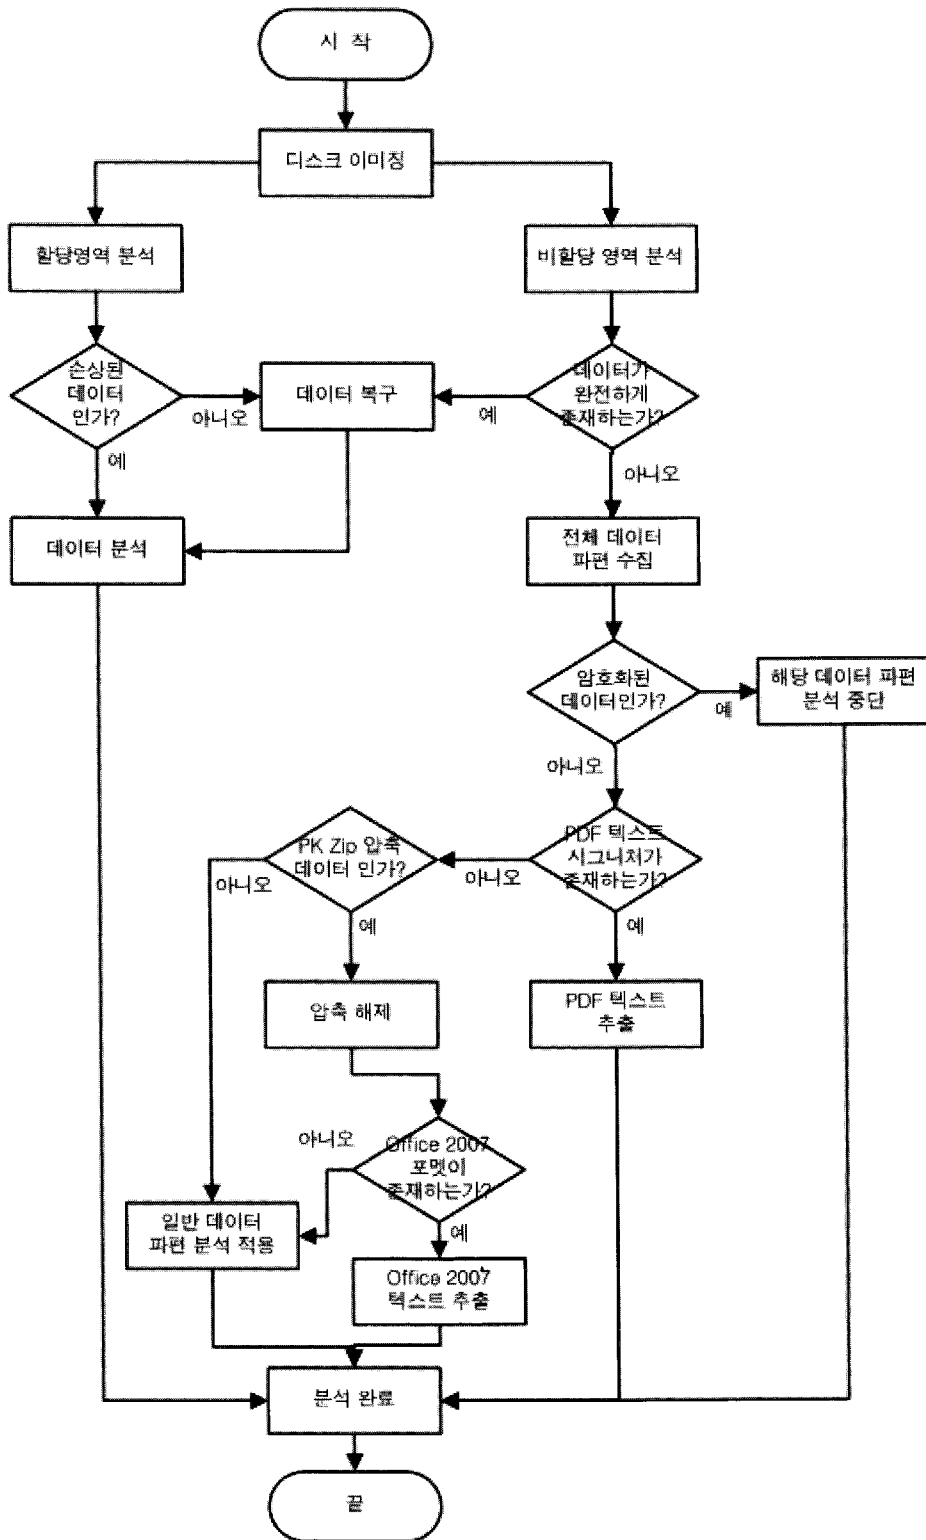 시 작
디스크 이미징
할당영역 분석
비할당 영역 분석
손상된
데이터
인가?
아니오
예
데이터 복구
데이터가
완전하게
존재하는가?
예
아니오
데이터 분석
전체 데이터
파편 수집
암호화된
데이터인가?
예
해당 데이터 파편
분석 중단
아니오
PK Zip 압축
데이터 인가?
아니오
예
PDF 텍스트
시그니처가
존재하는가?
아니오
예
압축 해제
PDF 텍스트
추출
아니오
Office 2007
포멧이
존재하는가?
예
일반 데이터
파편 분석 적용
Office 2007
텍스트 추출
분석 완료
끝